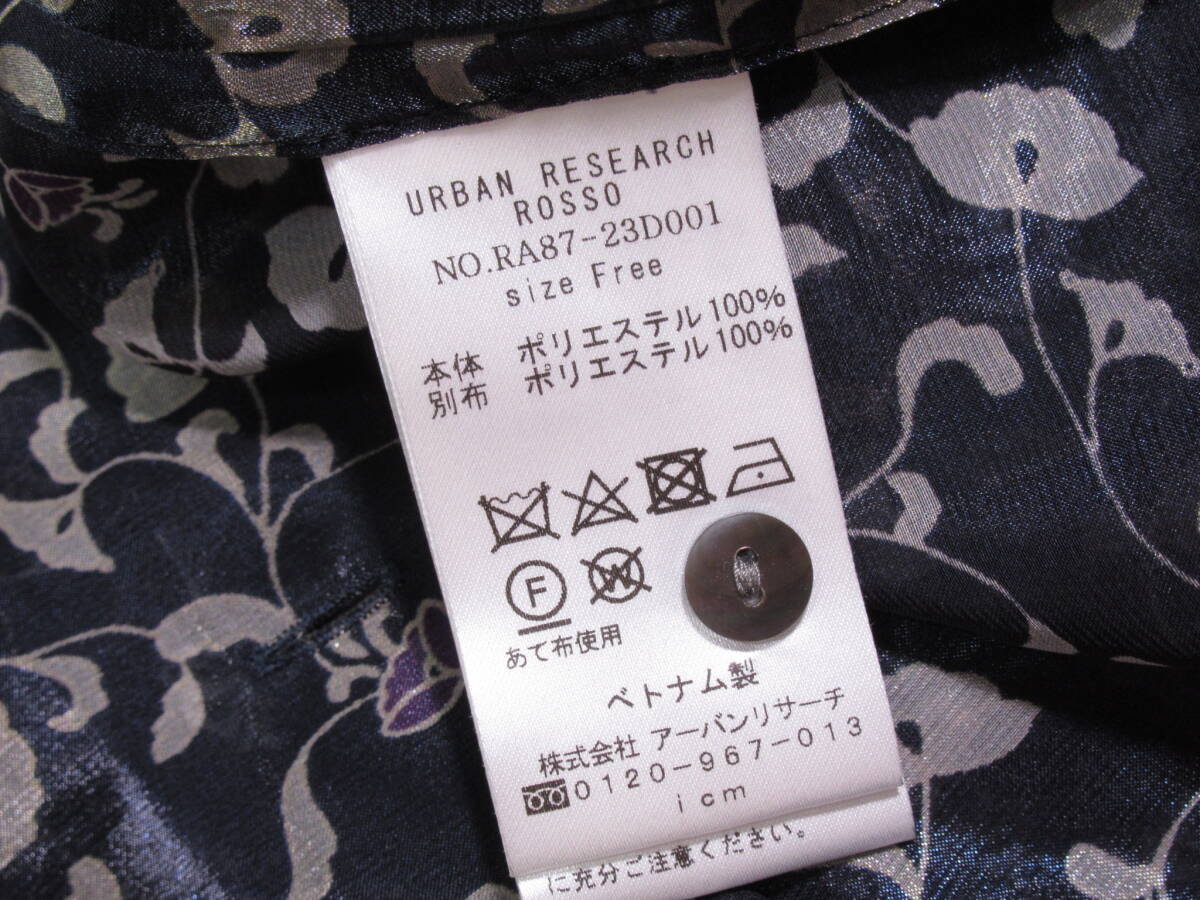 URBAN RESEARCH
ROSSO
NO.RA87-23D001
size Free
本体 ポリエステル100%
別布 ポリエステル100%
F W
あて布使用
ベトナム製
株式会社 アーバンリサーチ
0120-967-013
icm
に充分ご注意ください。